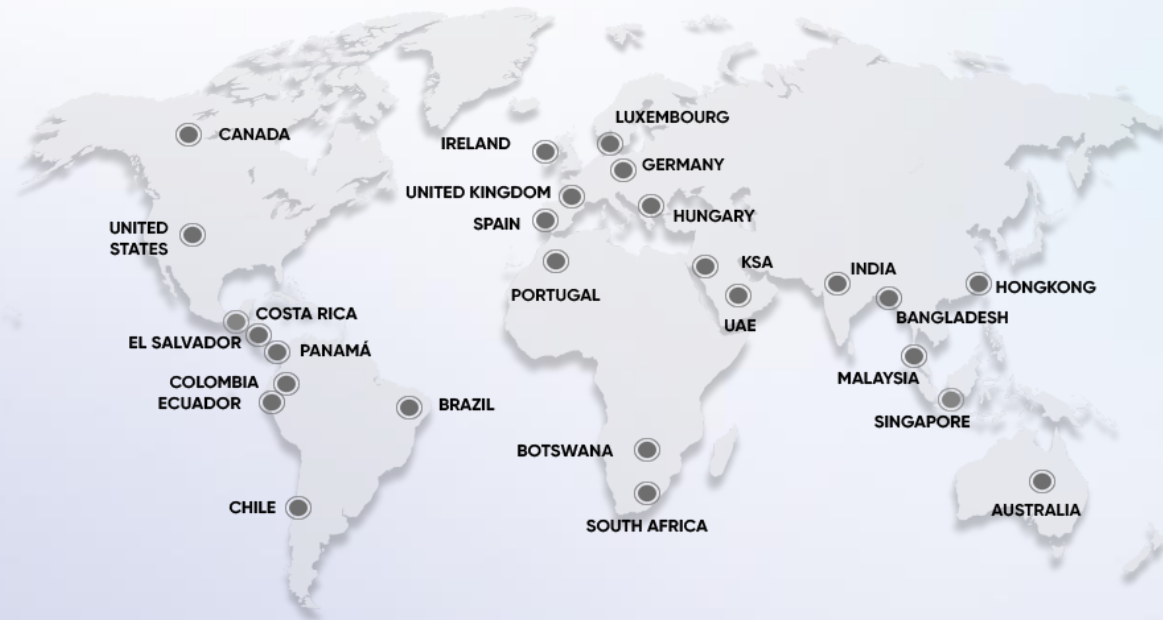 LUXEMBOURG
CANADA
IRELAND
GERMANY
UNITED KINGDOM
HUNGARY
SPAIN
UNITED
STATES
KSA
INDIA
HONGKONG
PORTUGAL
COSTA RICA
BANGLADESH
UAE
EL SALVADOR
PANAMÁ
MALAYSIA
COLOMBIA
ECUADOR
BRAZIL
SINGAPORE
BOTSWANA
CHILE
AUSTRALIA
SOUTH AFRICA